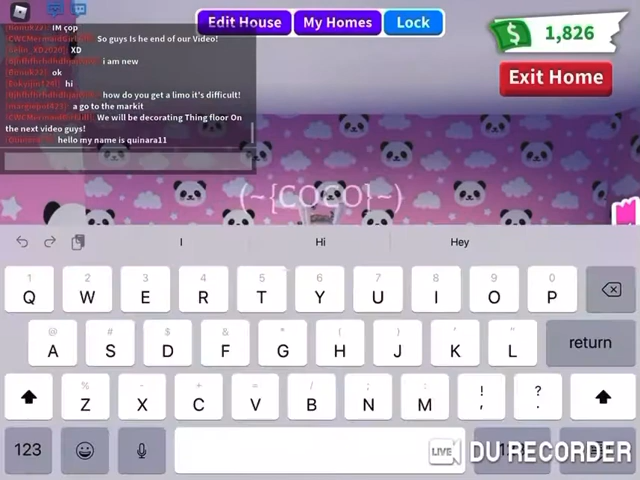 Edit House
My Homes
Lock
1,826
Exit Home
IM çop
So guys Is he end of our Video!
XD
i am new
ok
hi
how do you get a limo it's difficult!
a go to the markit
We will be decorating Thing floor On
the next video guys!
hello my name is quinara11
(~{COCO}~)
I
Hi
Hey
1 2 3 4 5 6 7 8 9 0
Q W E R T Y U I O P
@ # $ & * ( ) ' "
A S D F G H J K L
return
% - + = / ; : ! ?
Z X C V B N M , .
123
LIVE
DU RECORDER